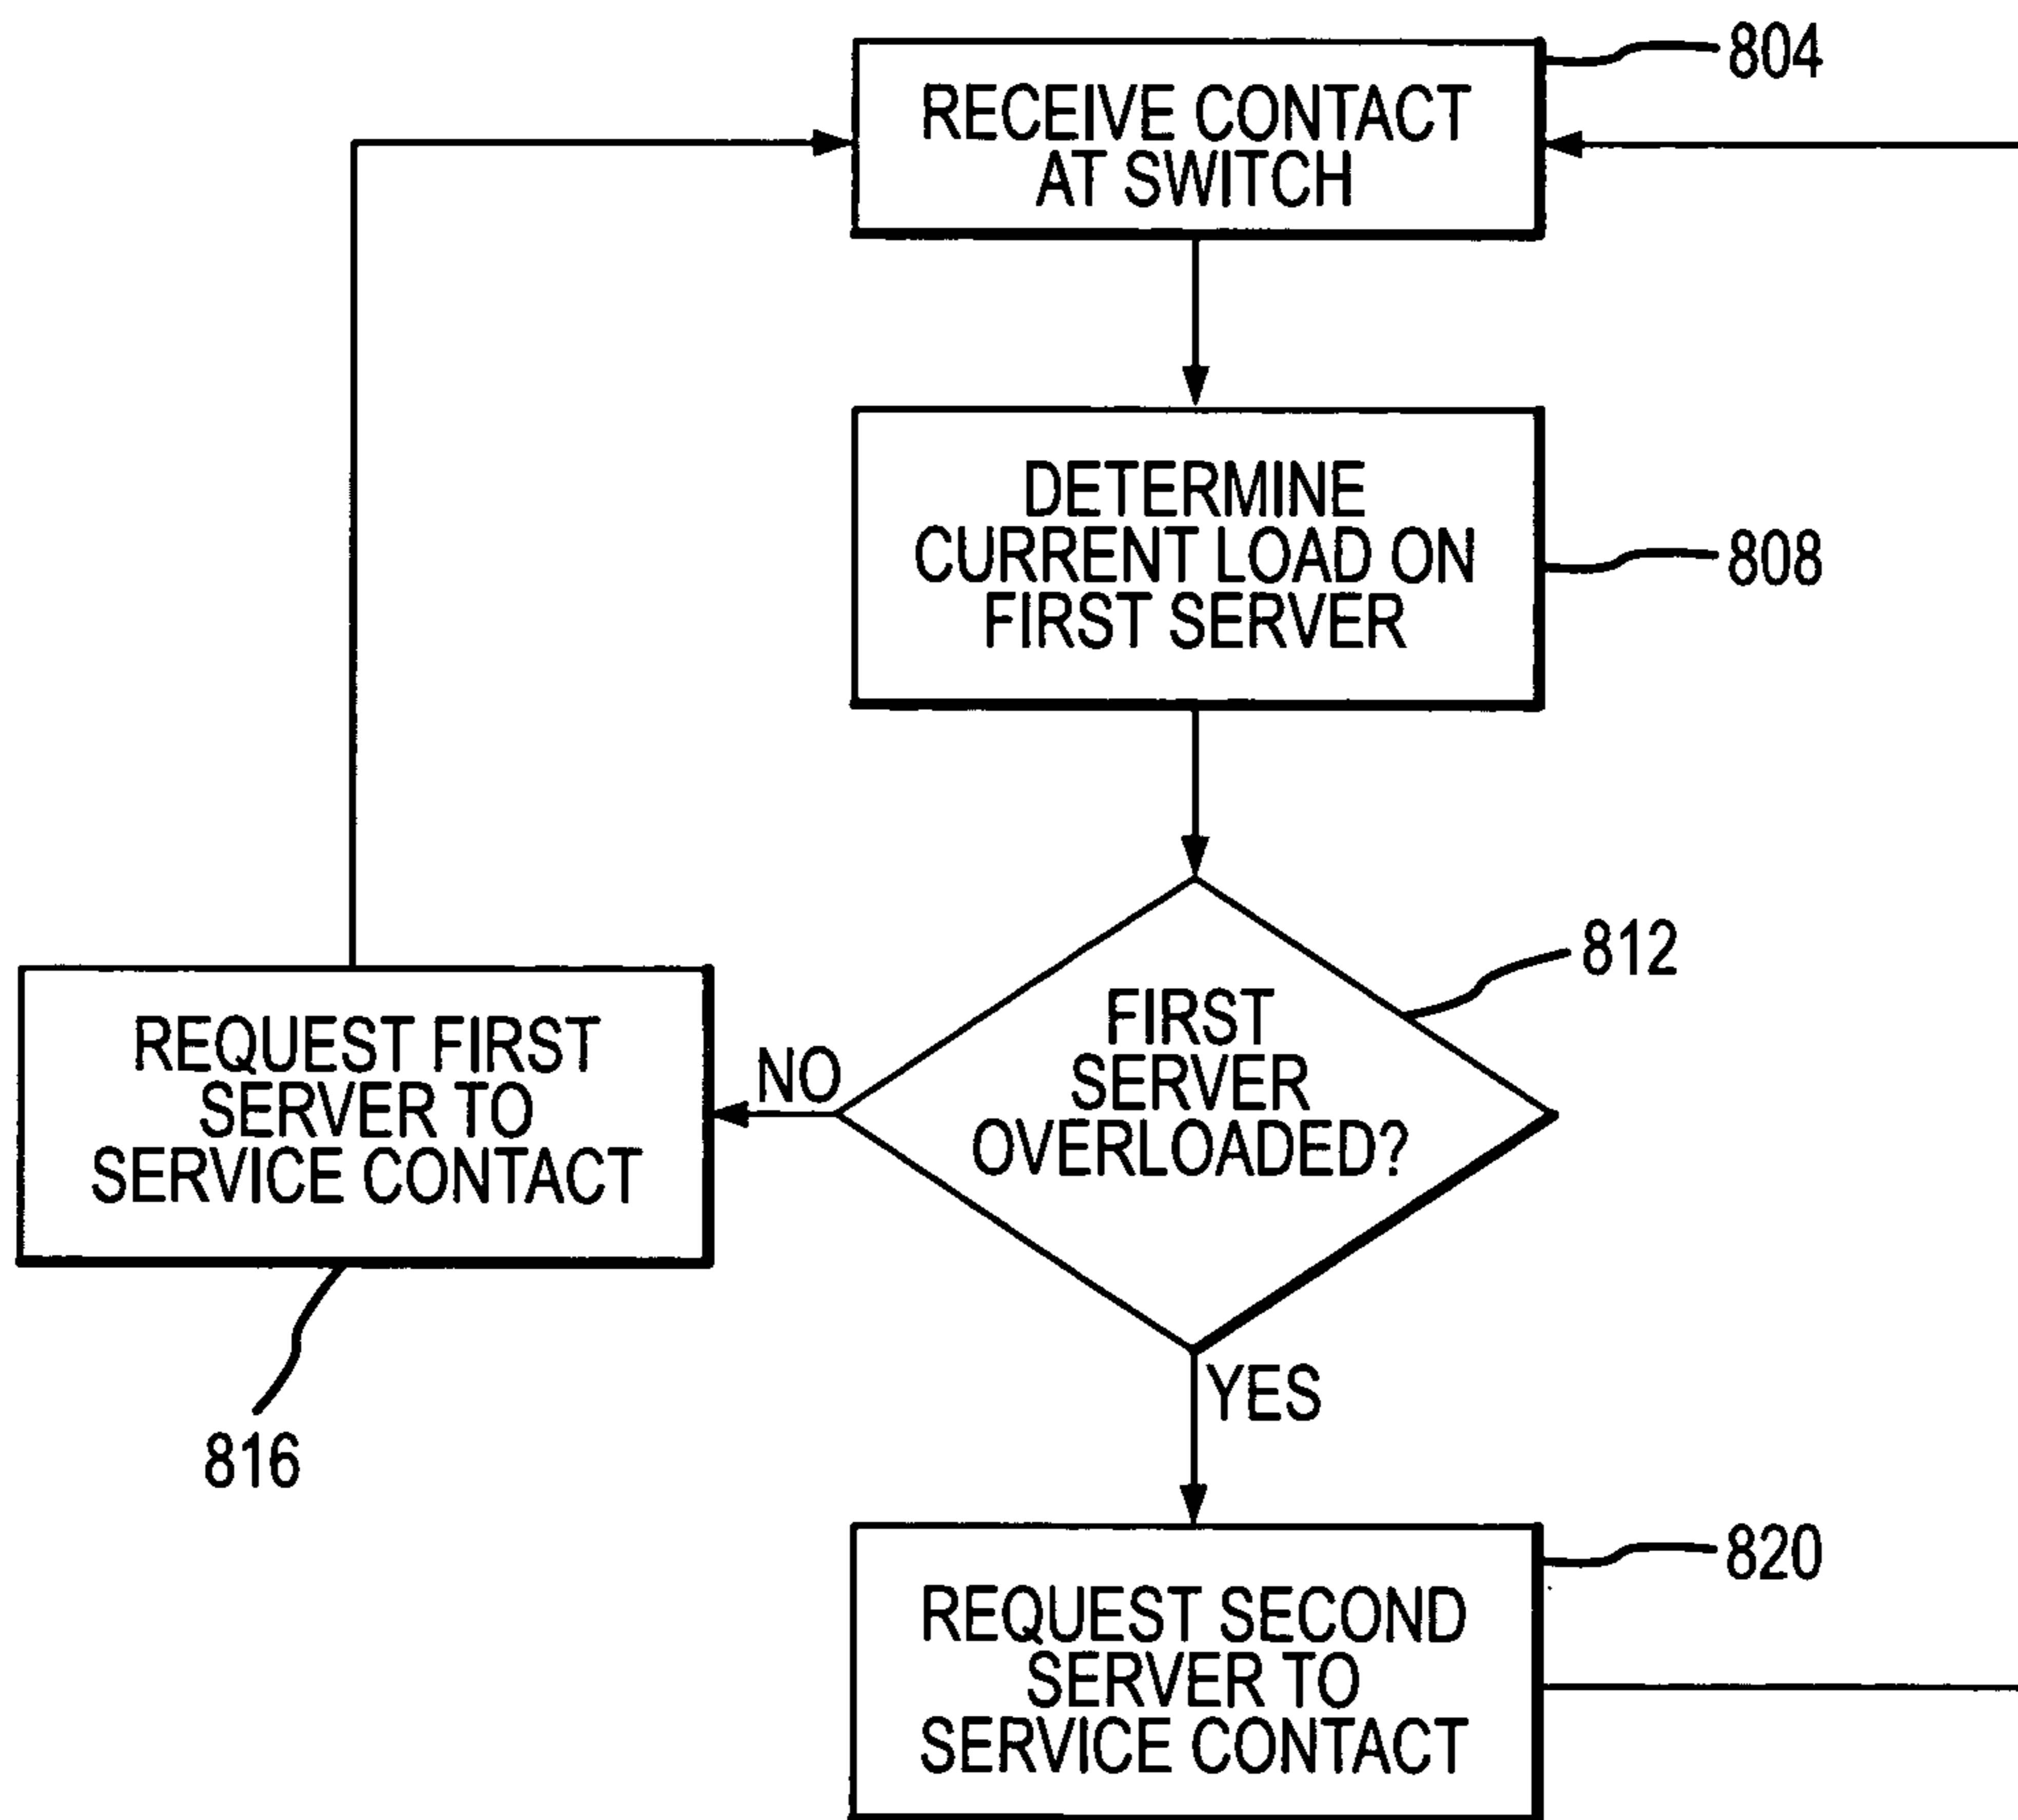 804
RECEIVE CONTACT
AT SWITCH
DETERMINE
CURRENT LOAD ON
FIRST SERVER
808
812
FIRST
SERVER
OVERLOADED?
NO
REQUEST FIRST
SERVER TO
SERVICE CONTACT
YES
816
820
REQUEST SECOND
SERVER TO
SERVICE CONTACT